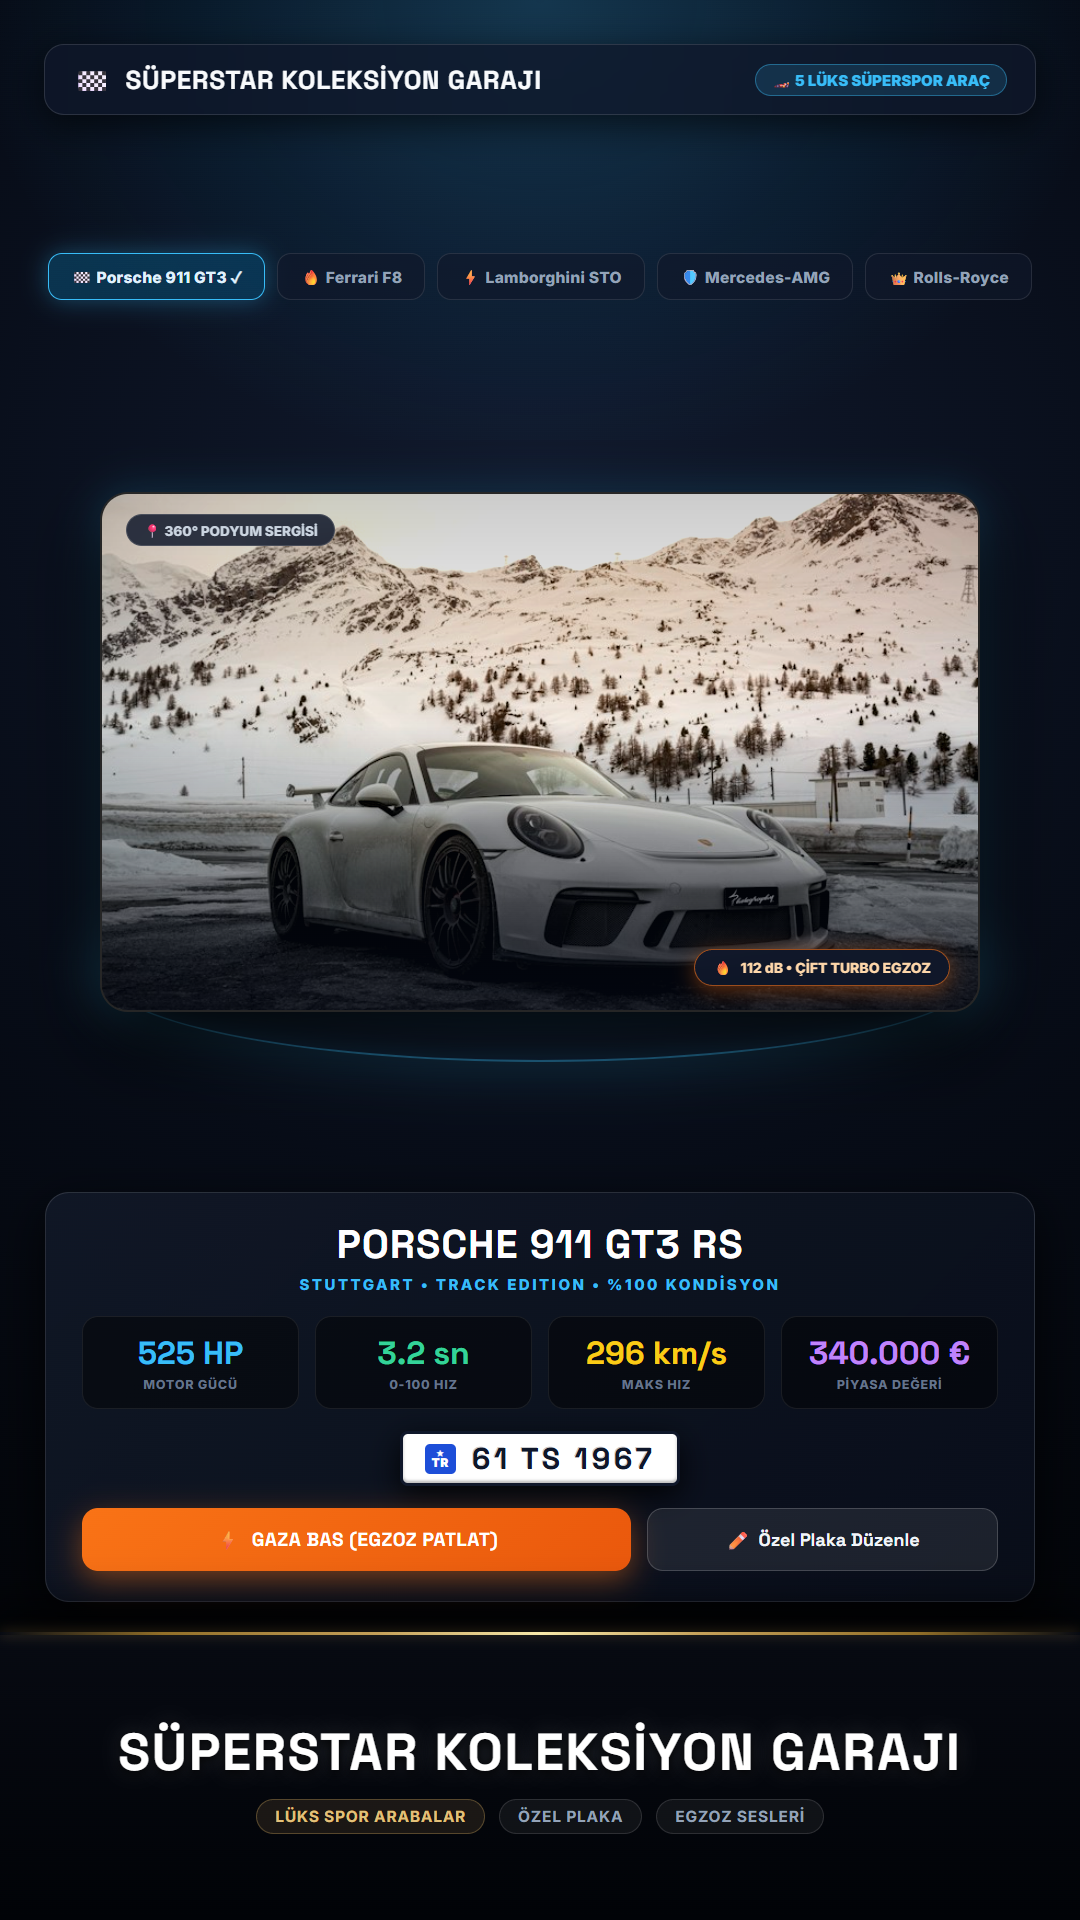 SÜPERSTAR KOLEKSİYON GARAJI
5 LÜKS SÜPERSPOR ARAÇ
Porsche 911 GT3 ✓
Ferrari F8
Lamborghini STO
Mercedes-AMG
Rolls-Royce
360° PODYUM SERGİSİ
112 dB • ÇİFT TURBO EGZOZ
PORSCHE 911 GT3 RS
STUTTGART • TRACK EDITION • %100 KONDİSYON
525 HP
MOTOR GÜCÜ
3.2 sn
0-100 HIZ
296 km/s
MAKS HIZ
340.000 €
PİYASA DEĞERİ
TR
61 TS 1967
GAZA BAS (EGZOZ PATLAT)
Özel Plaka Düzenle
SÜPERSTAR KOLEKSİYON GARAJI
LÜKS SPOR ARABALAR
ÖZEL PLAKA
EGZOZ SESLERİ